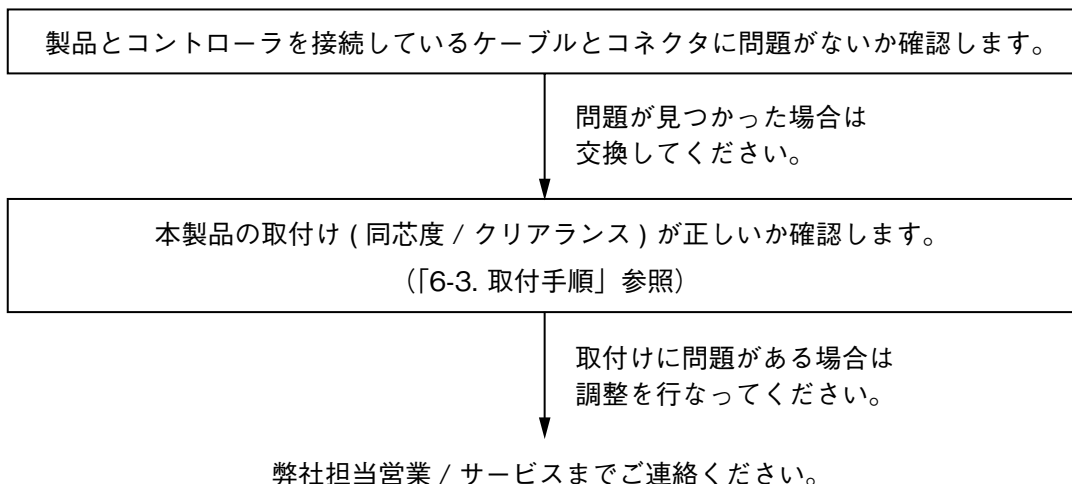 製品とコントローラを接続しているケーブルとコネクタに問題がないか確認します。
問題が見つかった場合は
交換してください。
本製品の取付け ( 同芯度 / クリアランス ) が正しいか確認します。
（「6-3. 取付手順」参照）
取付けに問題がある場合は
調整を行なってください。
弊社担当営業 / サービスまでご連絡ください。